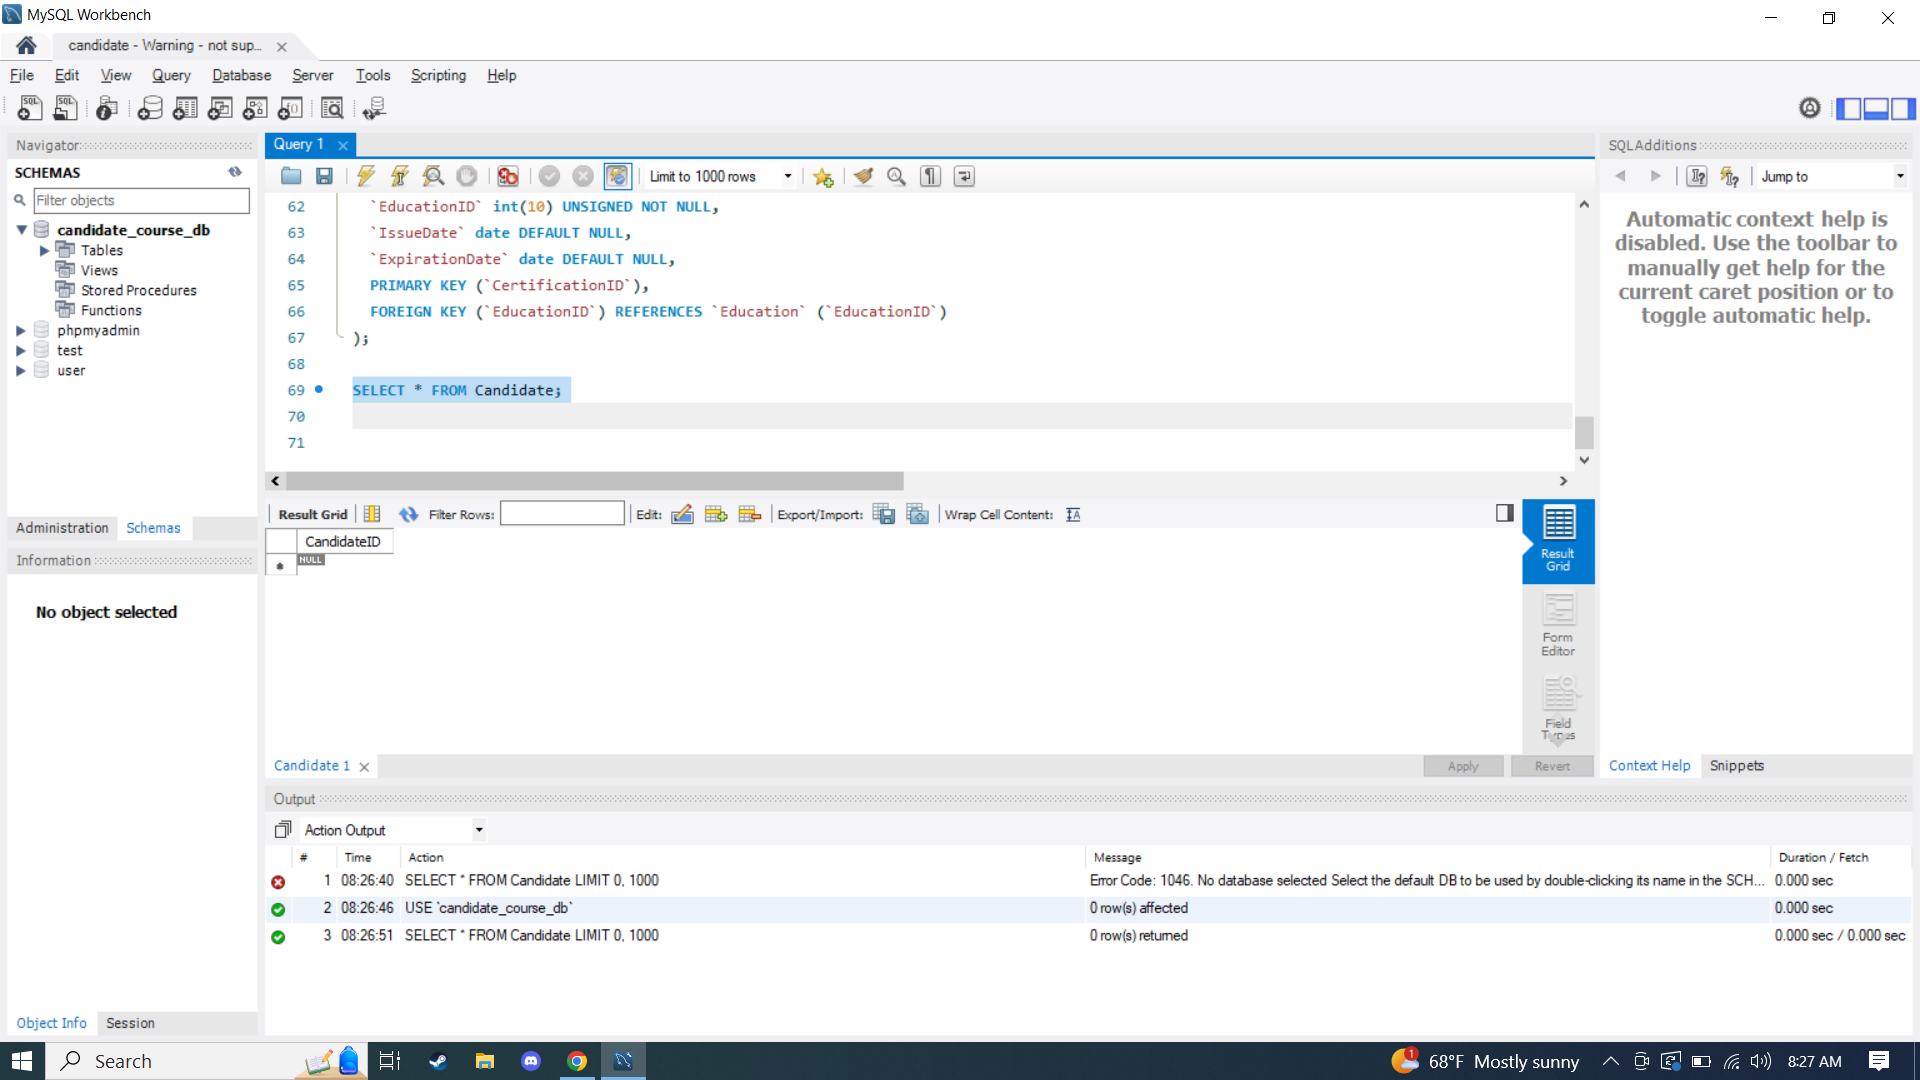 MySQL Workbench
candidate - Warning - not sup...
File Edit View Query Database Server Tools Scripting Help
Navigator
SCHEMAS
Filter objects
candidate_course_db
Tables
Views
Stored Procedures
Functions
phpmyadmin
test
user
Administration Schemas
Information
No object selected
Object Info Session
Query 1
Limit to 1000 rows
62 `EducationID` int(10) UNSIGNED NOT NULL,
63 `IssueDate` date DEFAULT NULL,
64 `ExpirationDate` date DEFAULT NULL,
65 PRIMARY KEY (`CertificationID`),
66 FOREIGN KEY (`EducationID`) REFERENCES `Education` (`EducationID`)
67 );
68
69 SELECT * FROM Candidate;
70
71
Result Grid Filter Rows: Edit: Export/Import: Wrap Cell Content:
CandidateID
NULL
Result Grid
Form Editor
Field Types
Candidate 1
Apply Revert
SQLAdditions
Jump to
Automatic context help is
disabled. Use the toolbar to
manually get help for the
current caret position or to
toggle automatic help.
Context Help Snippets
Output
Action Output
# Time Action Message Duration / Fetch
1 08:26:40 SELECT * FROM Candidate LIMIT 0, 1000 Error Code: 1046. No database selected Select the default DB to be used by double-clicking its name in the SCH... 0.000 sec
2 08:26:46 USE `candidate_course_db` 0 row(s) affected 0.000 sec
3 08:26:51 SELECT * FROM Candidate LIMIT 0, 1000 0 row(s) returned 0.000 sec / 0.000 sec
Search
1
68°F Mostly sunny
8:27 AM